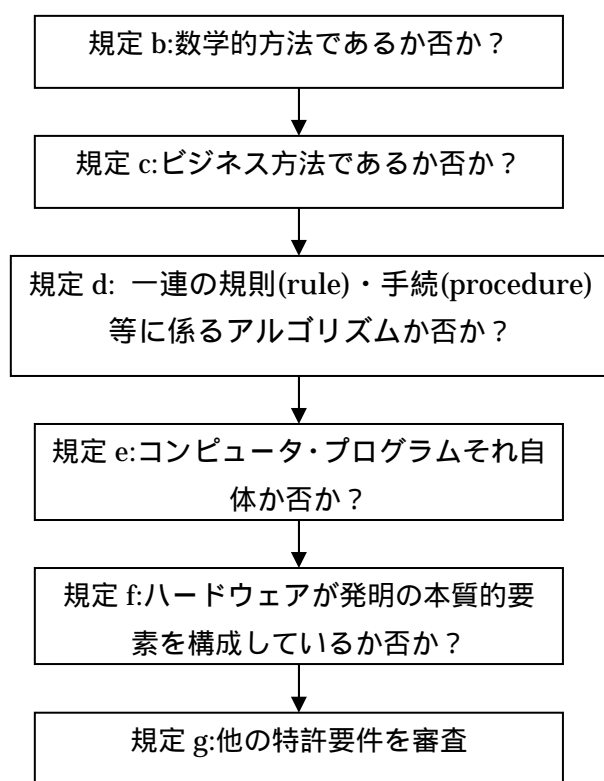 規定 b:数学的方法であるか否か？
規定 c:ビジネス方法であるか否か？
規定 d: 一連の規則(rule)・手続(procedure)
等に係るアルゴリズムか否か？
規定 e:コンピュータ・プログラムそれ自
体か否か？
規定 f:ハードウェアが発明の本質的要
素を構成しているか否か？
規定 g:他の特許要件を審査